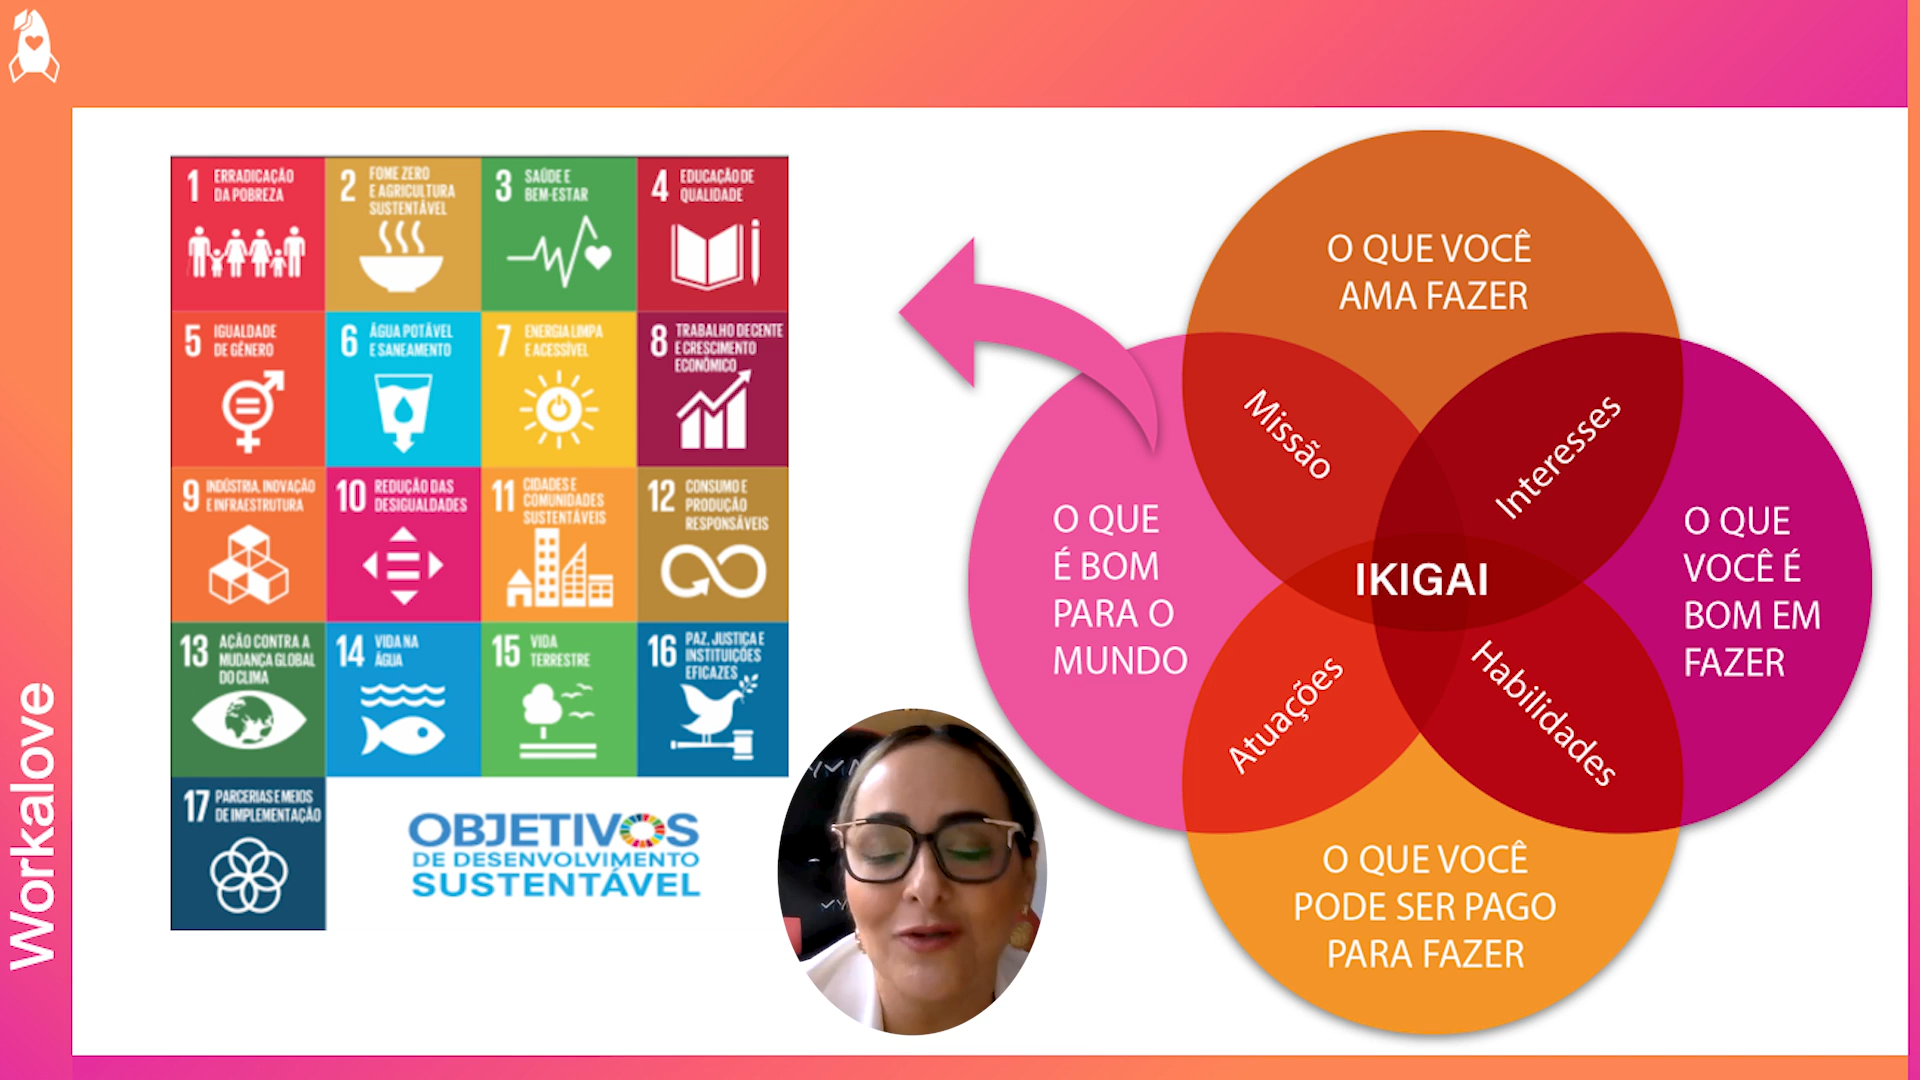 Workalove
1 ERRADICAÇÃO
DA POBREZA
2 FOME ZERO
E AGRICULTURA
SUSTENTÁVEL
3 SAÚDE E
BEM-ESTAR
4 EDUCAÇÃO DE
QUALIDADE
5 IGUALDADE
DE GÊNERO
6 ÁGUA POTÁVEL
E SANEAMENTO
7 ENERGIA LIMPA
E ACESSÍVEL
8 TRABALHO DECENTE
E CRESCIMENTO
ECONÔMICO
9 INDÚSTRIA, INOVAÇÃO
E INFRAESTRUTURA
10 REDUÇÃO DAS
DESIGUALDADES
11 CIDADES E
COMUNIDADES
SUSTENTÁVEIS
12 CONSUMO E
PRODUÇÃO
RESPONSÁVEIS
13 AÇÃO CONTRA A
MUDANÇA GLOBAL
DO CLIMA
14 VIDA NA
ÁGUA
15 VIDA
TERRESTRE
16 PAZ, JUSTIÇA E
INSTITUIÇÕES
EFICAZES
17 PARCERIAS E MEIOS
DE IMPLEMENTAÇÃO
OBJETIVOS
DE DESENVOLVIMENTO
SUSTENTÁVEL
O QUE VOCÊ
AMA FAZER
Missão
Interesses
O QUE
É BOM
PARA O
MUNDO
IKIGAI
O QUE
VOCÊ É
BOM EM
FAZER
Atuações
Habilidades
O QUE VOCÊ
PODE SER PAGO
PARA FAZER